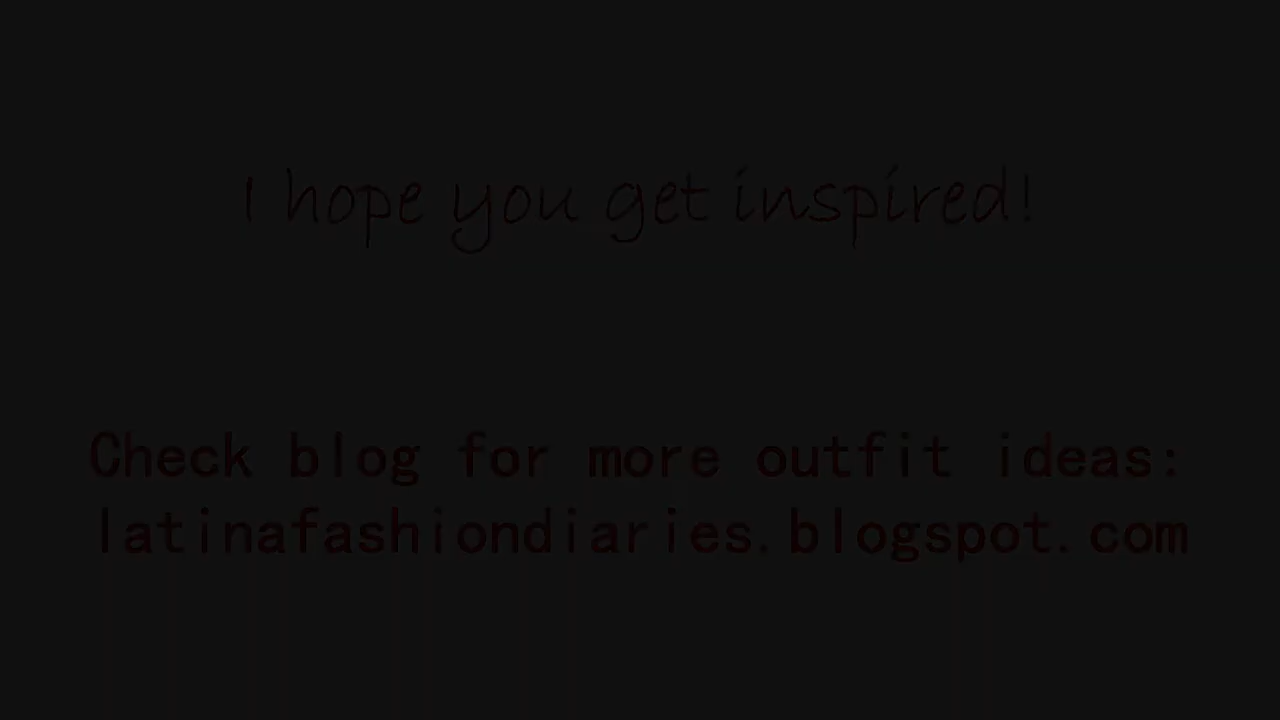 I hope you get inspired!
Check blog for more outfit ideas:
latinafashiondiaries.blogspot.com